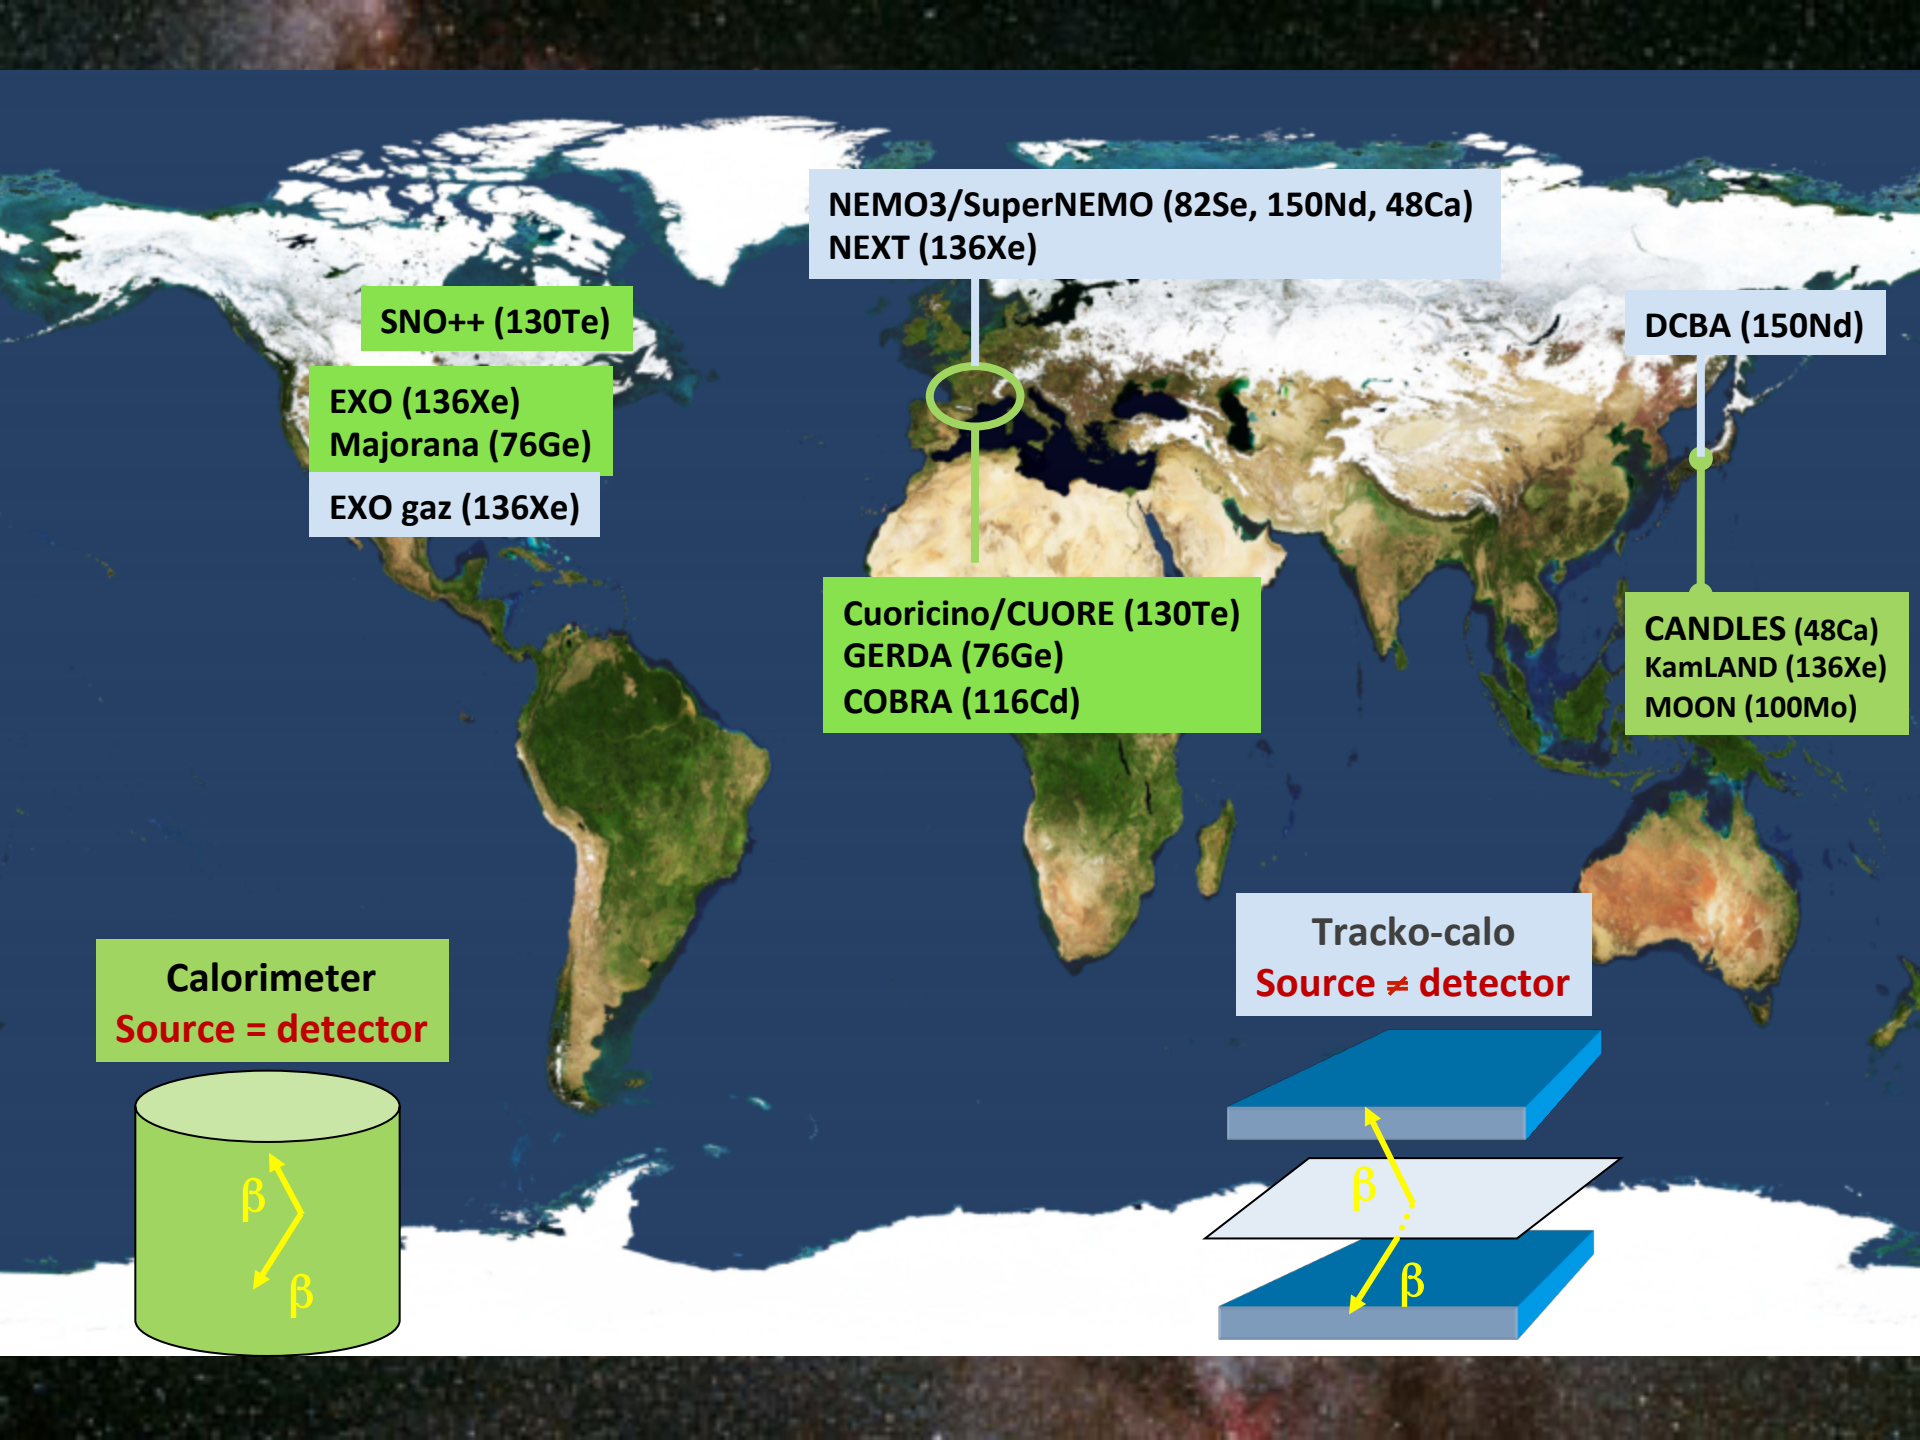 NEMO3/SuperNEMO (82Se, 150Nd, 48Ca)
NEXT (136Xe)
SNO++ (130Te)
DCBA (150Nd)
EXO (136Xe)
Majorana (76Ge)
EXO gaz (136Xe)
Cuoricino/CUORE (130Te)
GERDA (76Ge)
COBRA (116Cd)
CANDLES (48Ca)
KamLAND (136Xe)
MOON (100Mo)
Calorimeter
Source = detector
β
β
Tracko-calo
Source ≠ detector
β
β